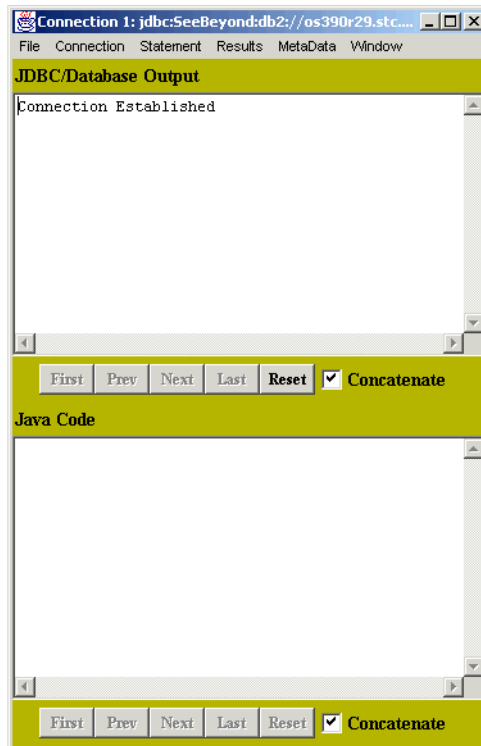 Connection 1: jdbc:SeeBeyond:db2://os390r29.stc....
File Connection Statement Results MetaData Window
JDBC/Database Output
Connection Established
First Prev Next Last Reset Concatenate
Java Code
First Prev Next Last Reset Concatenate